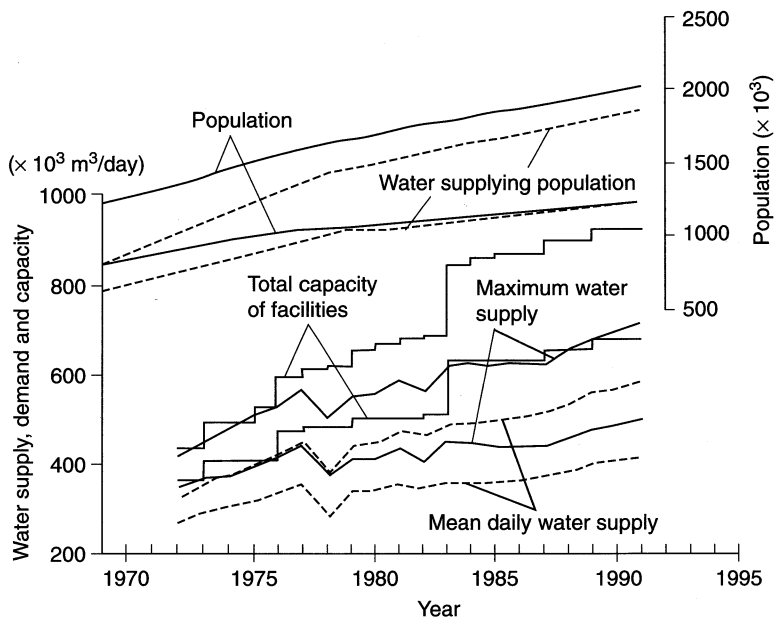 2500
2000
Population
(× 10³ m³/day)
1500
Water supplying population
1000
1000
Population (× 10³)
Total capacity
of facilities
800
Maximum water
supply
500
Water supply, demand and capacity
600
400
Mean daily water supply
200
1970
1975
1980
1985
1990
1995
Year